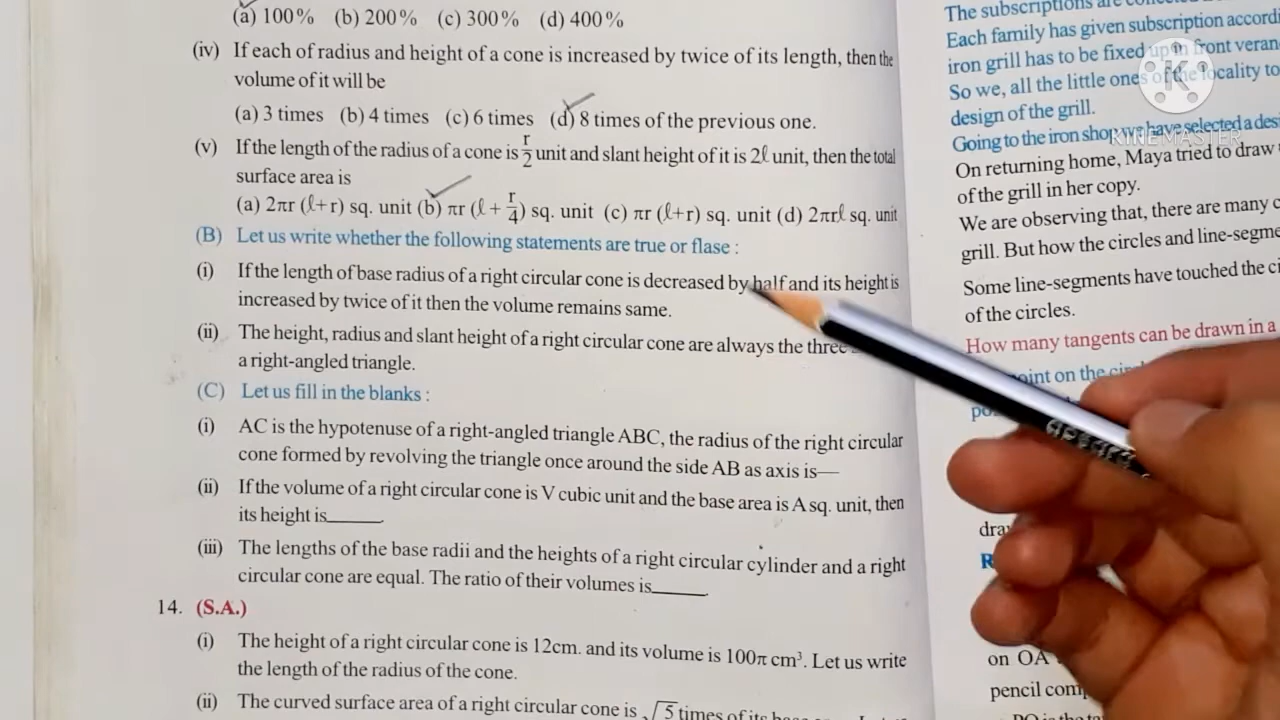 (a) 100% (b) 200% (c) 300% (d) 400%
(iv) If each of radius and height of a cone is increased by twice of its length, then the
volume of it will be
(a) 3 times (b) 4 times (c) 6 times (d) 8 times of the previous one.
(v) If the length of the radius of a cone is r/2 unit and slant height of it is 2ℓ unit, then the total
surface area is
(a) 2πr (ℓ+r) sq. unit (b) πr (ℓ + r/4) sq. unit (c) πr (ℓ+r) sq. unit (d) 2πrℓ sq. unit
(B) Let us write whether the following statements are true or flase :
(i) If the length of base radius of a right circular cone is decreased by half and its height is
increased by twice of it then the volume remains same.
(ii) The height, radius and slant height of a right circular cone are always the three
a right-angled triangle.
(C) Let us fill in the blanks :
(i) AC is the hypotenuse of a right-angled triangle ABC, the radius of the right circular
cone formed by revolving the triangle once around the side AB as axis is—
(ii) If the volume of a right circular cone is V cubic unit and the base area is A sq. unit, then
its height is______.
(iii) The lengths of the base radii and the heights of a right circular cylinder and a right
circular cone are equal. The ratio of their volumes is______.
14. (S.A.)
(i) The height of a right circular cone is 12cm. and its volume is 100π cm³. Let us write
the length of the radius of the cone.
(ii) The curved surface area of a right circular cone is √5 times of its
The subscriptions are
Each family has given subscription
iron grill has to be fixed up in front
So we, all the little ones of the locality to
design of the grill.
Going to the iron shop we have selected a
On returning home, Maya tried to draw
of the grill in her copy.
We are observing that, there are many
grill. But how the circles and
Some line-segments have touched the
of the circles.
How many tangents can be drawn in a
point on the
on OA
pencil
KINEMASTER
K